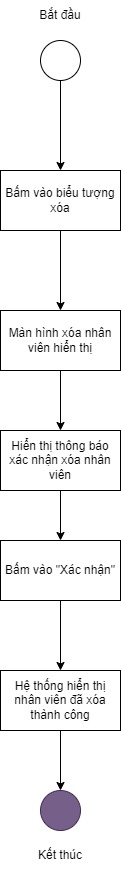 Bắt đầu
Bấm vào biểu tượng
xóa
Màn hình xóa nhân
viên hiển thị
Hiển thị thông báo
xác nhận xóa nhân
viên
Bấm vào "Xác nhận"
Hệ thống hiển thị
nhân viên đã xóa
thành công
Kết thúc